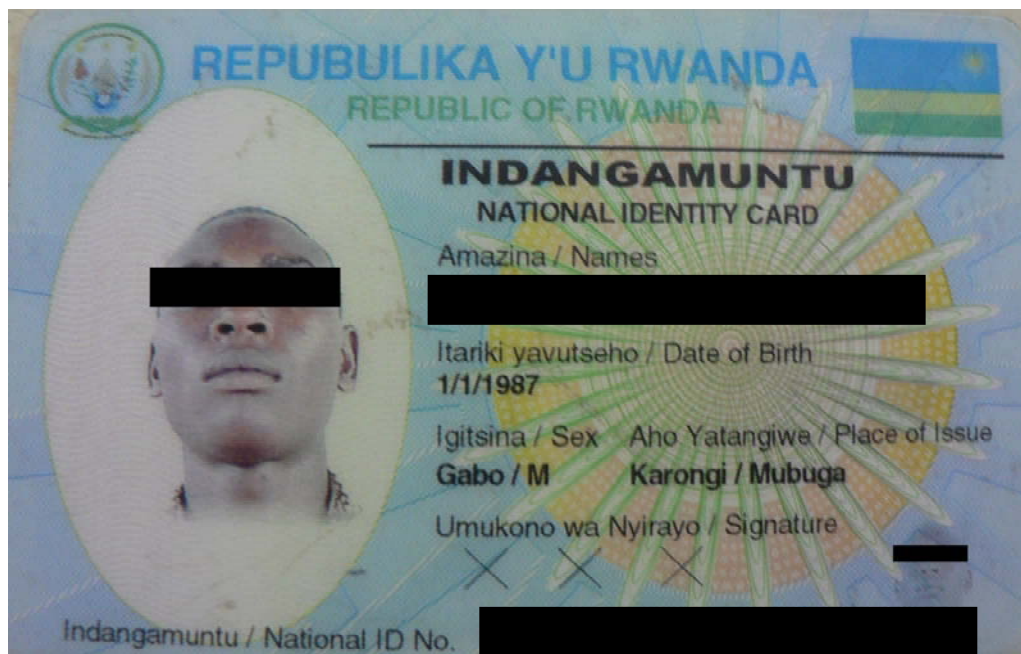 REPUBULIKA Y'U RWANDA
REPUBLIC OF RWANDA
INDANGAMUNTU
NATIONAL IDENTITY CARD
Amazina / Names
Itariki yavutseho / Date of Birth
1/1/1987
Igitsina / Sex Aho Yatangiwe / Place of Issue
Gabo / M Karongi / Mubuga
Umukono wa Nyirayo / Signature
Indangamuntu / National ID No.